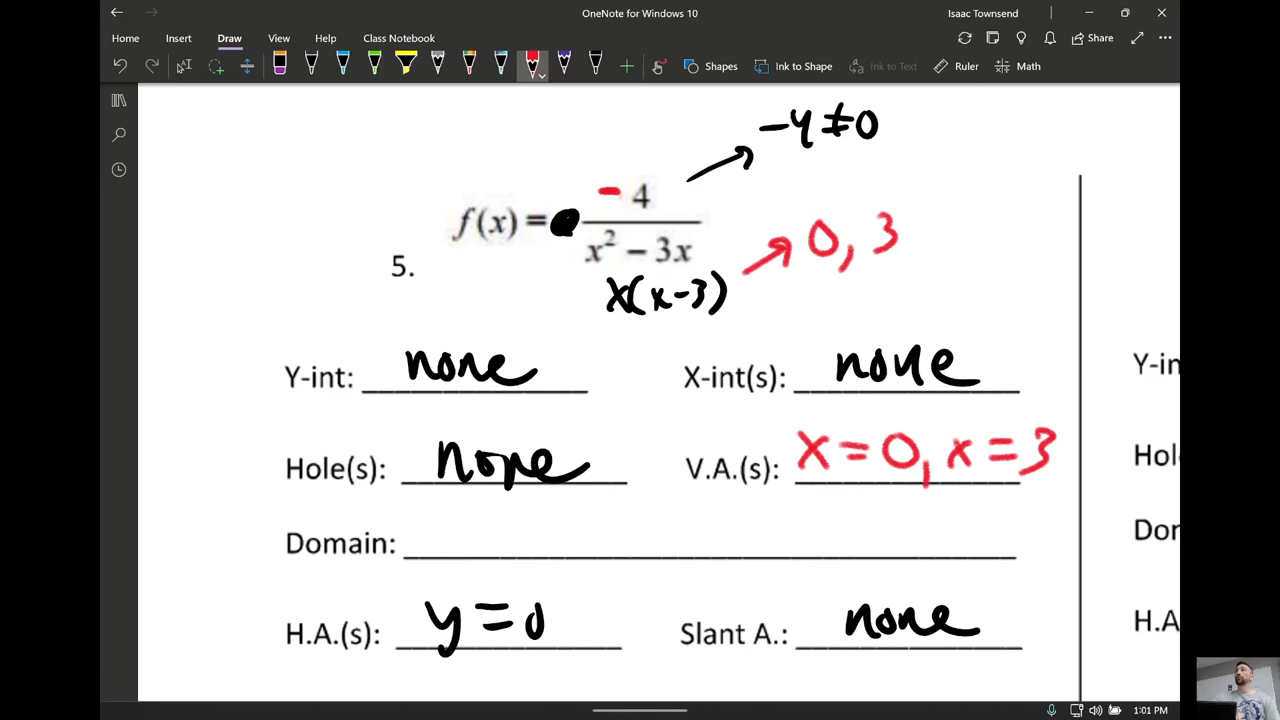 OneNote for Windows 10
Isaac Townsend
Home Insert Draw View Help Class Notebook
Share
Shapes Ink to Shape Ink to Text Ruler Math
-4 ≠ 0
f(x) = - 4 / x² - 3x
0, 3
5.
x(x-3)
Y-int: none X-int(s): none
Y-in
Hole(s): none V.A.(s): x = 0, x = 3
Hol
Domain:
Dor
H.A.(s): y = 0 Slant A.: none
H.A
1:01 PM